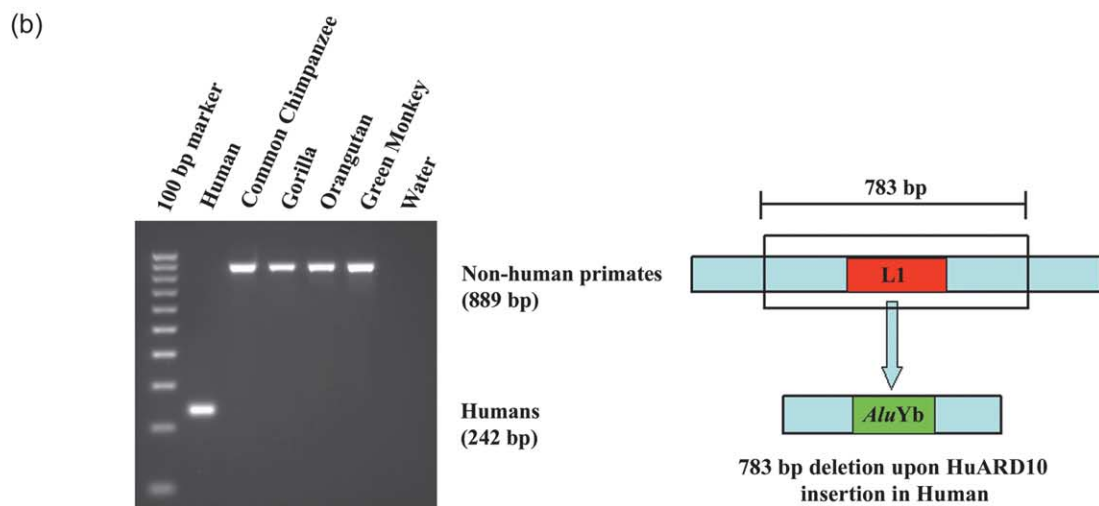 (b)
100 bp marker
Human
Common Chimpanzee
Gorilla
Orangutan
Green Monkey
Water
Non-human primates
(889 bp)
Humans
(242 bp)
783 bp
L1
AluYb
783 bp deletion upon HuARD10
insertion in Human